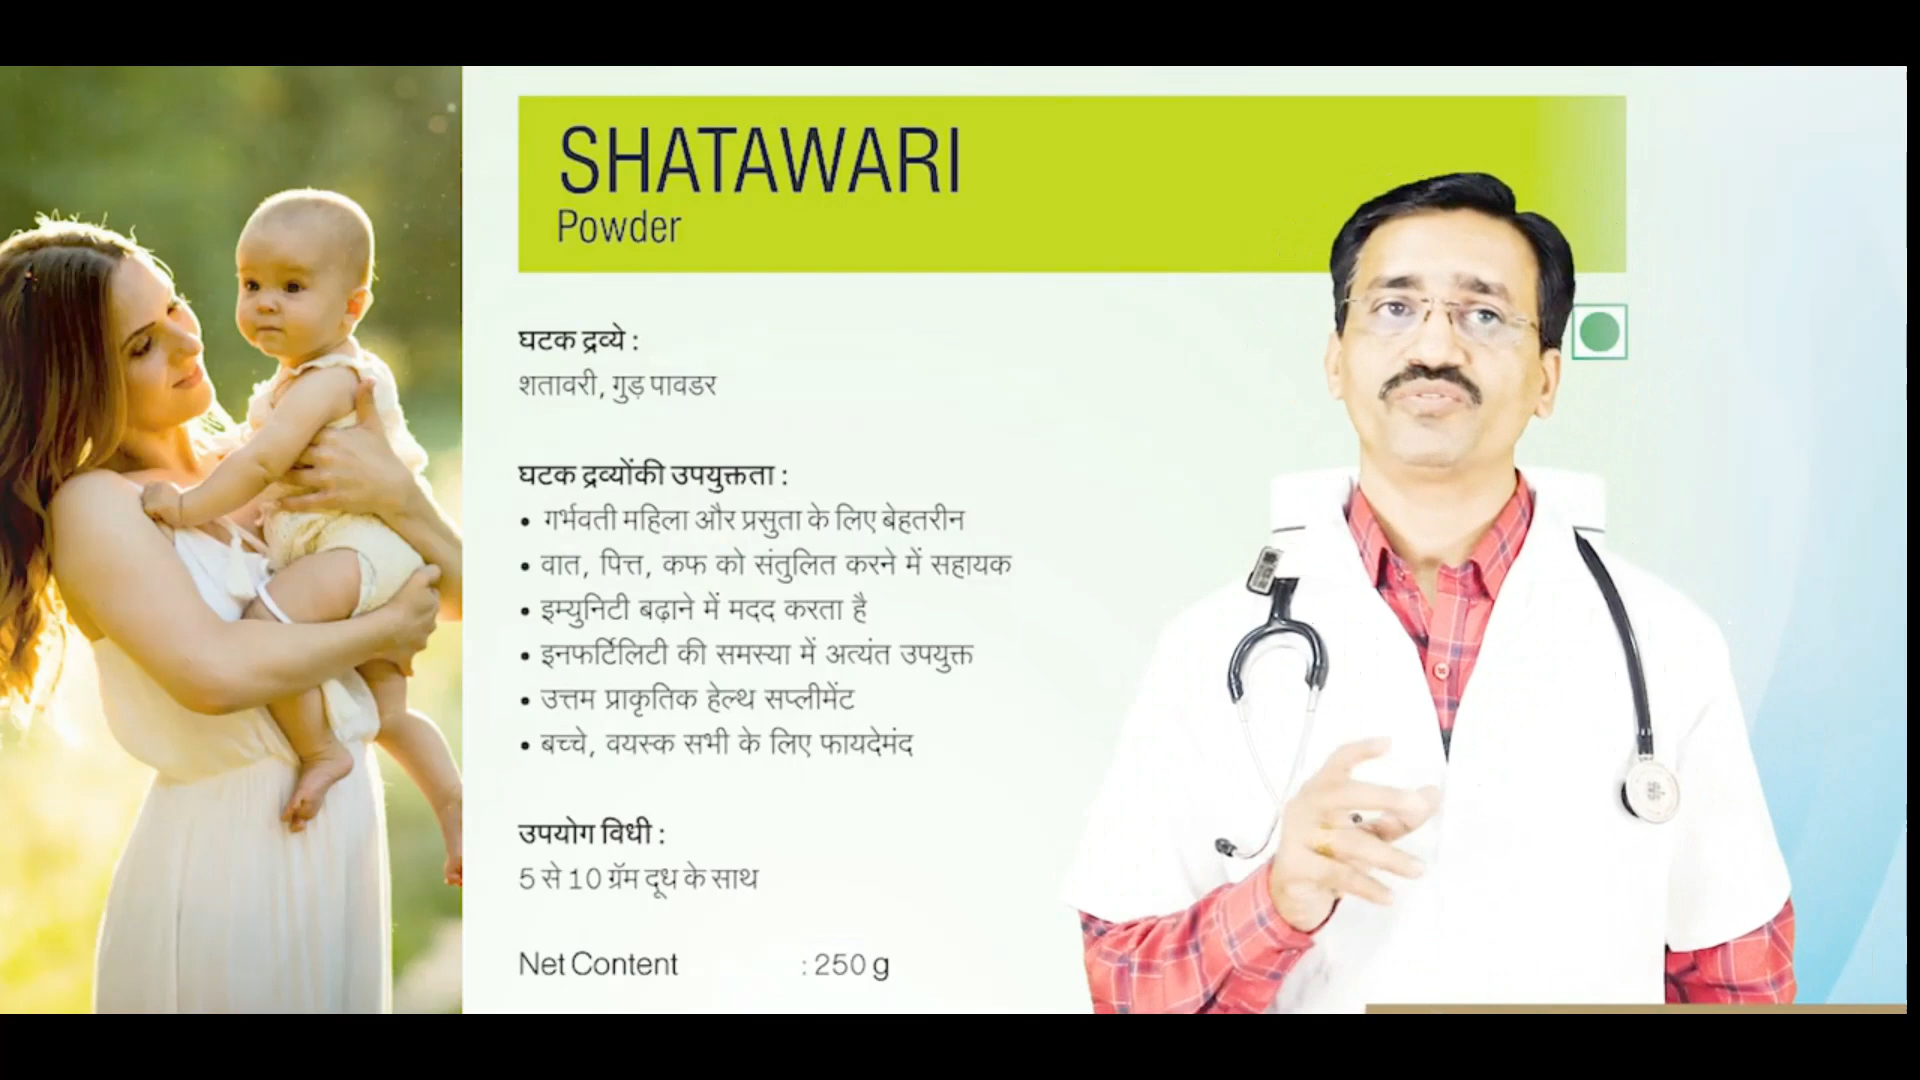 SHATAWARI
Powder
घटक द्रव्ये :
शतावरी, गुड़ पावडर
घटक द्रव्योंकी उपयुक्तता :
• गर्भवती महिला और प्रसुता के लिए बेहतरीन
• वात, पित्त, कफ को संतुलित करने में सहायक
• इम्युनिटी बढ़ाने में मदद करता है
• इनफर्टिलिटी की समस्या में अत्यंत उपयुक्त
• उत्तम प्राकृतिक हेल्थ सप्लीमेंट
• बच्चे, वयस्क सभी के लिए फायदेमंद
उपयोग विधी :
5 से 10 ग्रॅम दूध के साथ
Net Content : 250 g